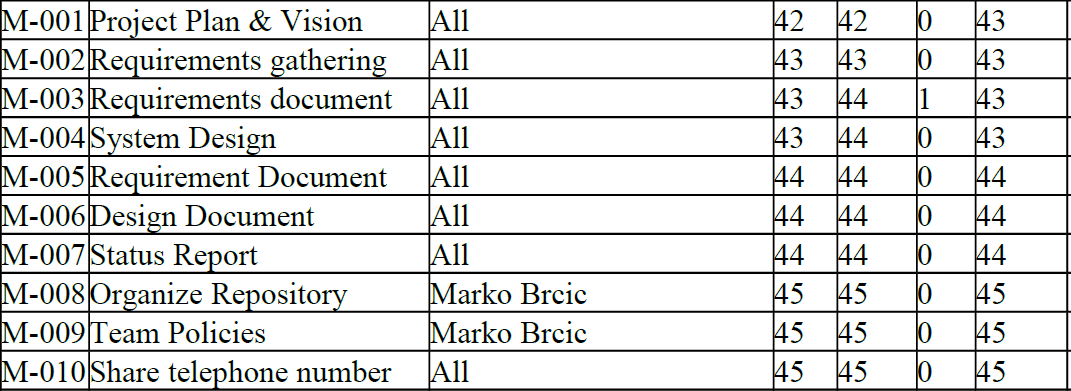 M-001 Project Plan & Vision All 42 42 0 43
M-002 Requirements gathering All 43 43 0 43
M-003 Requirements document All 43 44 1 43
M-004 System Design All 43 44 0 43
M-005 Requirement Document All 44 44 0 44
M-006 Design Document All 44 44 0 44
M-007 Status Report All 44 44 0 44
M-008 Organize Repository Marko Brcic 45 45 0 45
M-009 Team Policies Marko Brcic 45 45 0 45
M-010 Share telephone number All 45 45 0 45